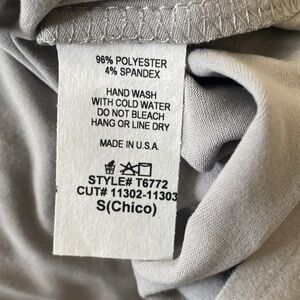 96% POLYESTER
4% SPANDEX
HAND WASH
WITH COLD WATER
DO NOT BLEACH
HANG OR LINE DRY
MADE IN U.S.A.
STYLE# T6772
CUT# 11302-11303
S(Chico)